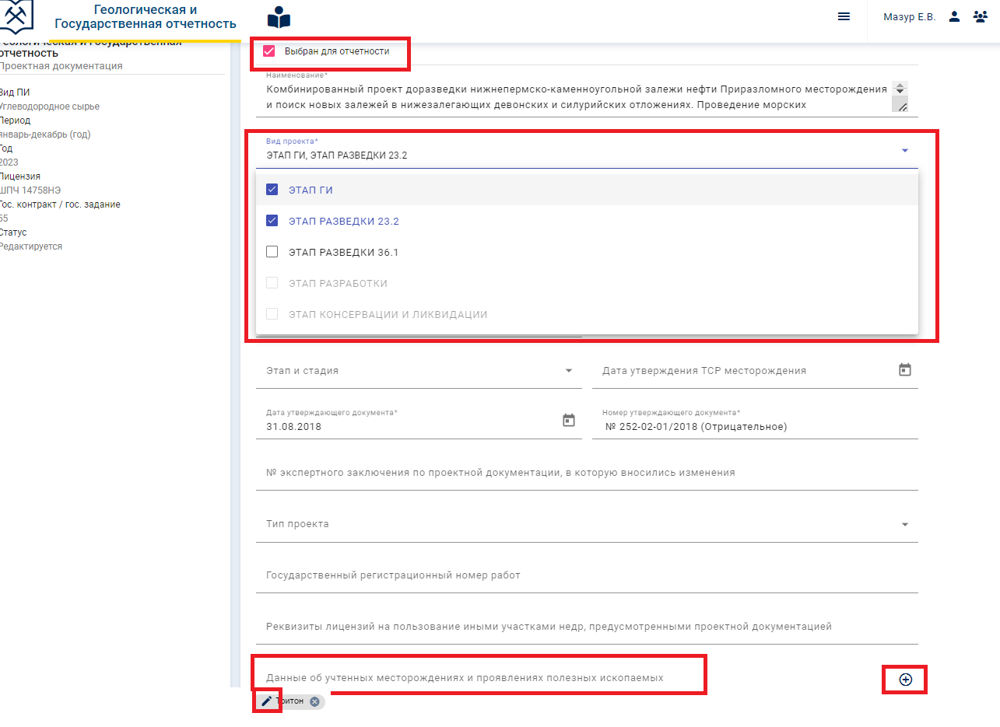 Геологическая и
Государственная отчетность
Мазур Е.В.
отчетность
Проектная документация
Вид ПИ
Углеводородное сырье
Период
январь-декабрь (год)
Год
2023
Лицензия
ШПЧ 14758НЭ
Гос. контракт / гос. задание
55
Статус
Редактируется
Выбран для отчетности
Наименование*
Комбинированный проект доразведки нижнепермско-каменноугольной залежи нефти Приразломного месторождения
и поиск новых залежей в нижезалегающих девонских и силурийских отложениях. Проведение морских
Вид проекта*
ЭТАП ГИ, ЭТАП РАЗВЕДКИ 23.2
ЭТАП ГИ
ЭТАП РАЗВЕДКИ 23.2
ЭТАП РАЗВЕДКИ 36.1
ЭТАП РАЗРАБОТКИ
ЭТАП КОНСЕРВАЦИИ И ЛИКВИДАЦИИ
Этап и стадия
Дата утверждения ТСР месторождения
Дата утверждающего документа*
31.08.2018
Номер утверждающего документа*
№ 252-02-01/2018 (Отрицательное)
№ экспертного заключения по проектной документации, в которую вносились изменения
Тип проекта
Государственный регистрационный номер работ
Реквизиты лицензий на пользование иными участками недр, предусмотренными проектной документацией
Данные об учтенных месторождениях и проявлениях полезных ископаемых
Тритон